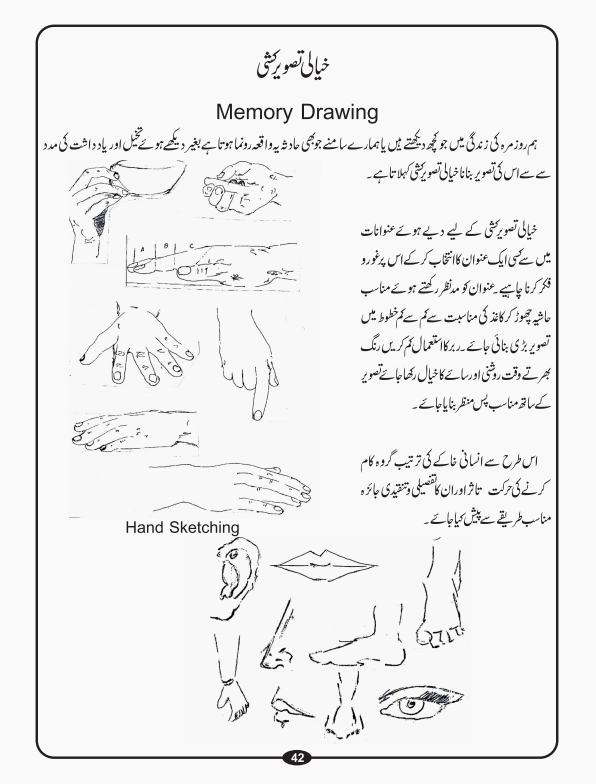 خیالی تصویر کشی
Memory Drawing
ہم روزمرہ کی زندگی میں جو کچھ دیکھتے ہیں یا ہمارے سامنے جو بھی حادثہ یہ واقعہ رونما ہوتا ہے بغیر دیکھے ہوئے تخیل اور یادداشت کی مدد
سے سے اس کی تصویر بنانا خیالی تصویر کشی کہلاتا ہے۔
خیالی تصویر کشی کے لیے دیے ہوئے عنوانات
میں سے کسی ایک عنوان کا انتخاب کر کے اس پر غور و
فکر کرنا چاہیے۔ عنوان کو مدنظر رکھتے ہوئے مناسب
حاشیہ چھوڑ کر کاغذ کی مناسبت سے کم سے کم خطوط میں
تصویر بڑی بنائی جائے۔ ربر کا استعمال کم کریں رنگ
بھرتے وقت روشنی اور سائے کا خیال رکھا جائے تصویر
کے ساتھ مناسب پس منظر بنایا جائے۔
اس طرح سے انسانی خاکے کی ترتیب گروہ کام
کرنے کی حرکت تاثر اور ان کا تفصیلی و تنقیدی جائزہ
مناسب طریقے سے پیش کیا جائے۔
A B C
Hand Sketching
42